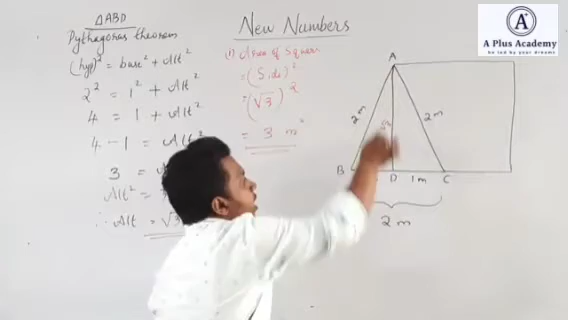 △ABD
Pythagoras theorem
(hyp)² = base² + Alt²
2² = 1² + Alt²
4 = 1 + Alt²
4 - 1 = Alt²
3 =
Alt² =
∴ Alt = √3
New Numbers
(i) Area of Square
= (Side)²
= (√3)²
= 3 m²
A
2m
2m
B
D
1m
C
2 m
A+
A Plus Academy